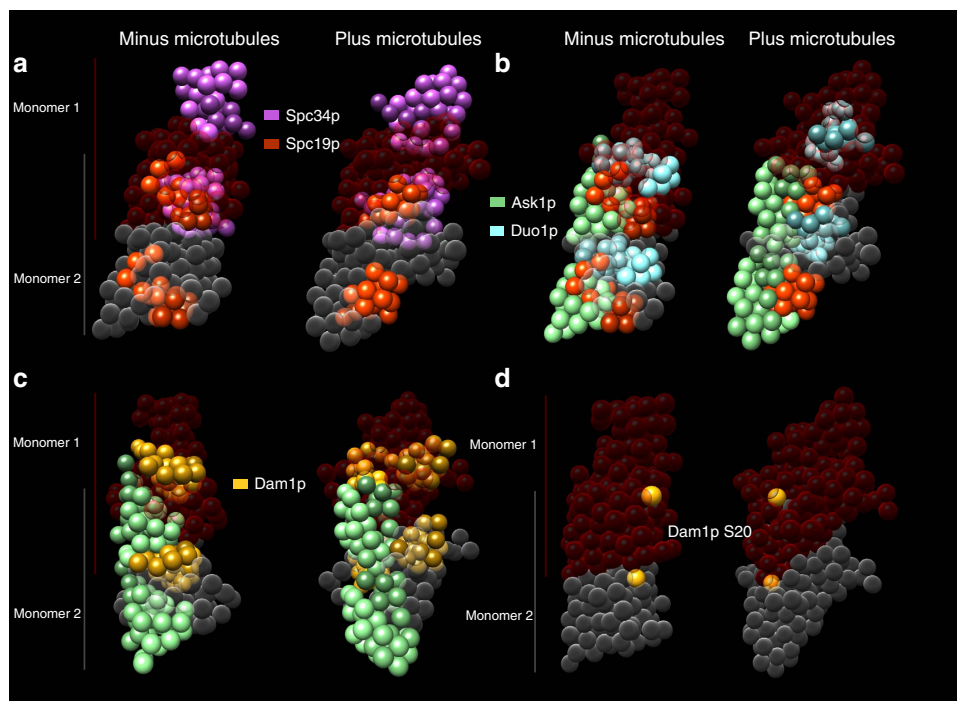 Minus microtubules
Plus microtubules
Minus microtubules
Plus microtubules
a
b
Monomer 1
Spc34p
Spc19p
Ask1p
Duo1p
Monomer 2
c
d
Monomer 1
Monomer 1
Dam1p
Dam1p S20
Monomer 2
Monomer 2